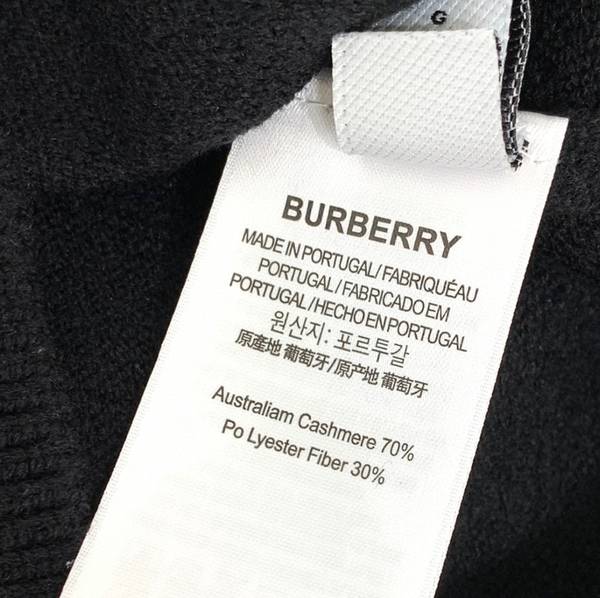 G
BURBERRY
MADE IN PORTUGAL/FABRIQUÉAU
PORTUGAL/FABRICADO EM
PORTUGAL/HECHO EN PORTUGAL
원산지: 포르투갈
原產地 葡萄牙/原产地 葡萄牙
Australiam Cashmere 70%
Po Lyester Fiber 30%